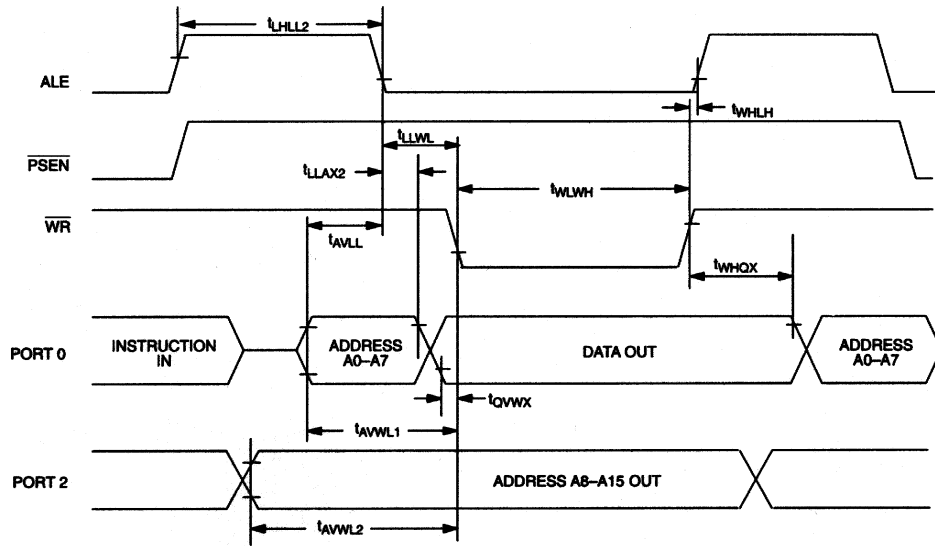 tLHLL2
ALE
tWHLH
tLLWL
PSEN
tLLAX2
tWLWH
WR
tAVLL
tWHQX
PORT 0
INSTRUCTION
IN
ADDRESS
A0–A7
DATA OUT
ADDRESS
A0–A7
tQVWX
tAVWL1
PORT 2
ADDRESS A8–A15 OUT
tAVWL2